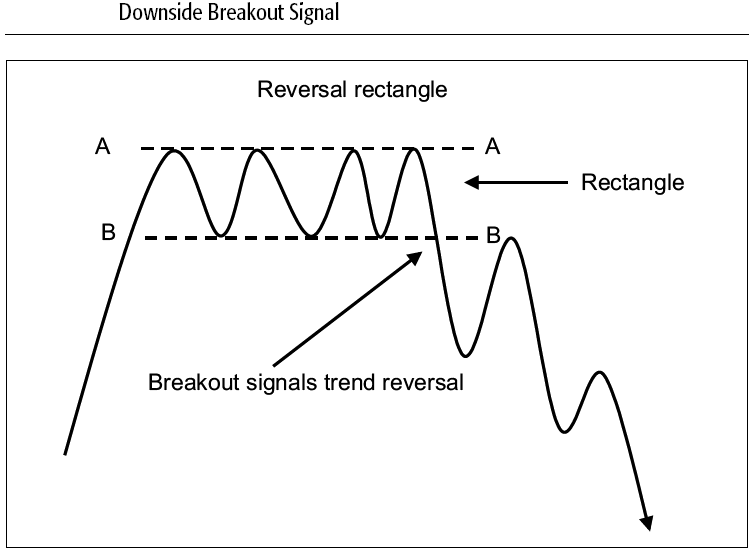 Downside Breakout Signal
Reversal rectangle
A
A
Rectangle
B
B
Breakout signals trend reversal